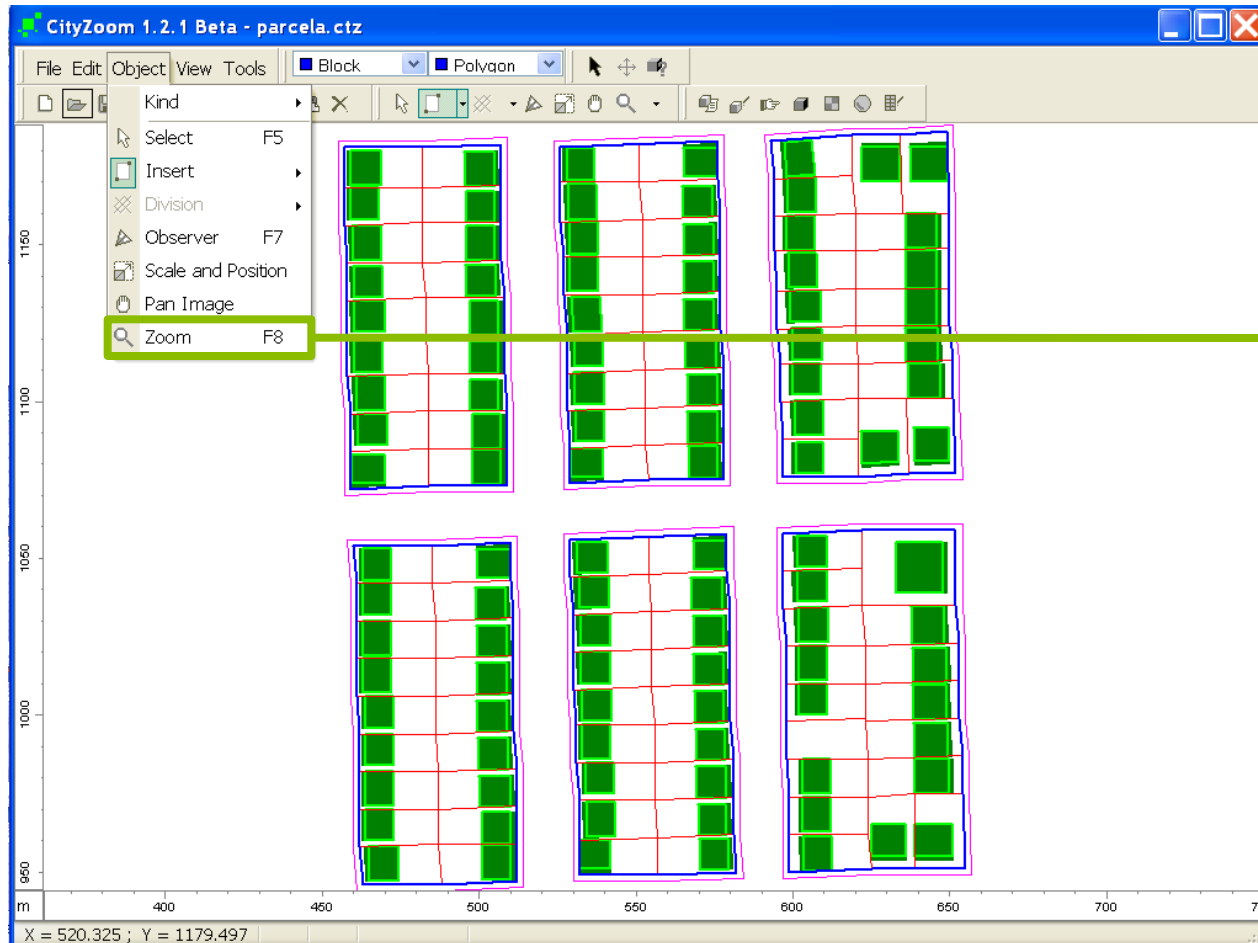 CityZoom 1.2.1 Beta - parcela.ctz
File Edit Object View Tools Block Polygon
Kind
Select F5
Insert
Division
Observer F7
Scale and Position
Pan Image
Zoom F8
1150
1100
1050
1000
950
m 400 450 500 550 600 650 700 7
X = 520.325 ; Y = 1179.497